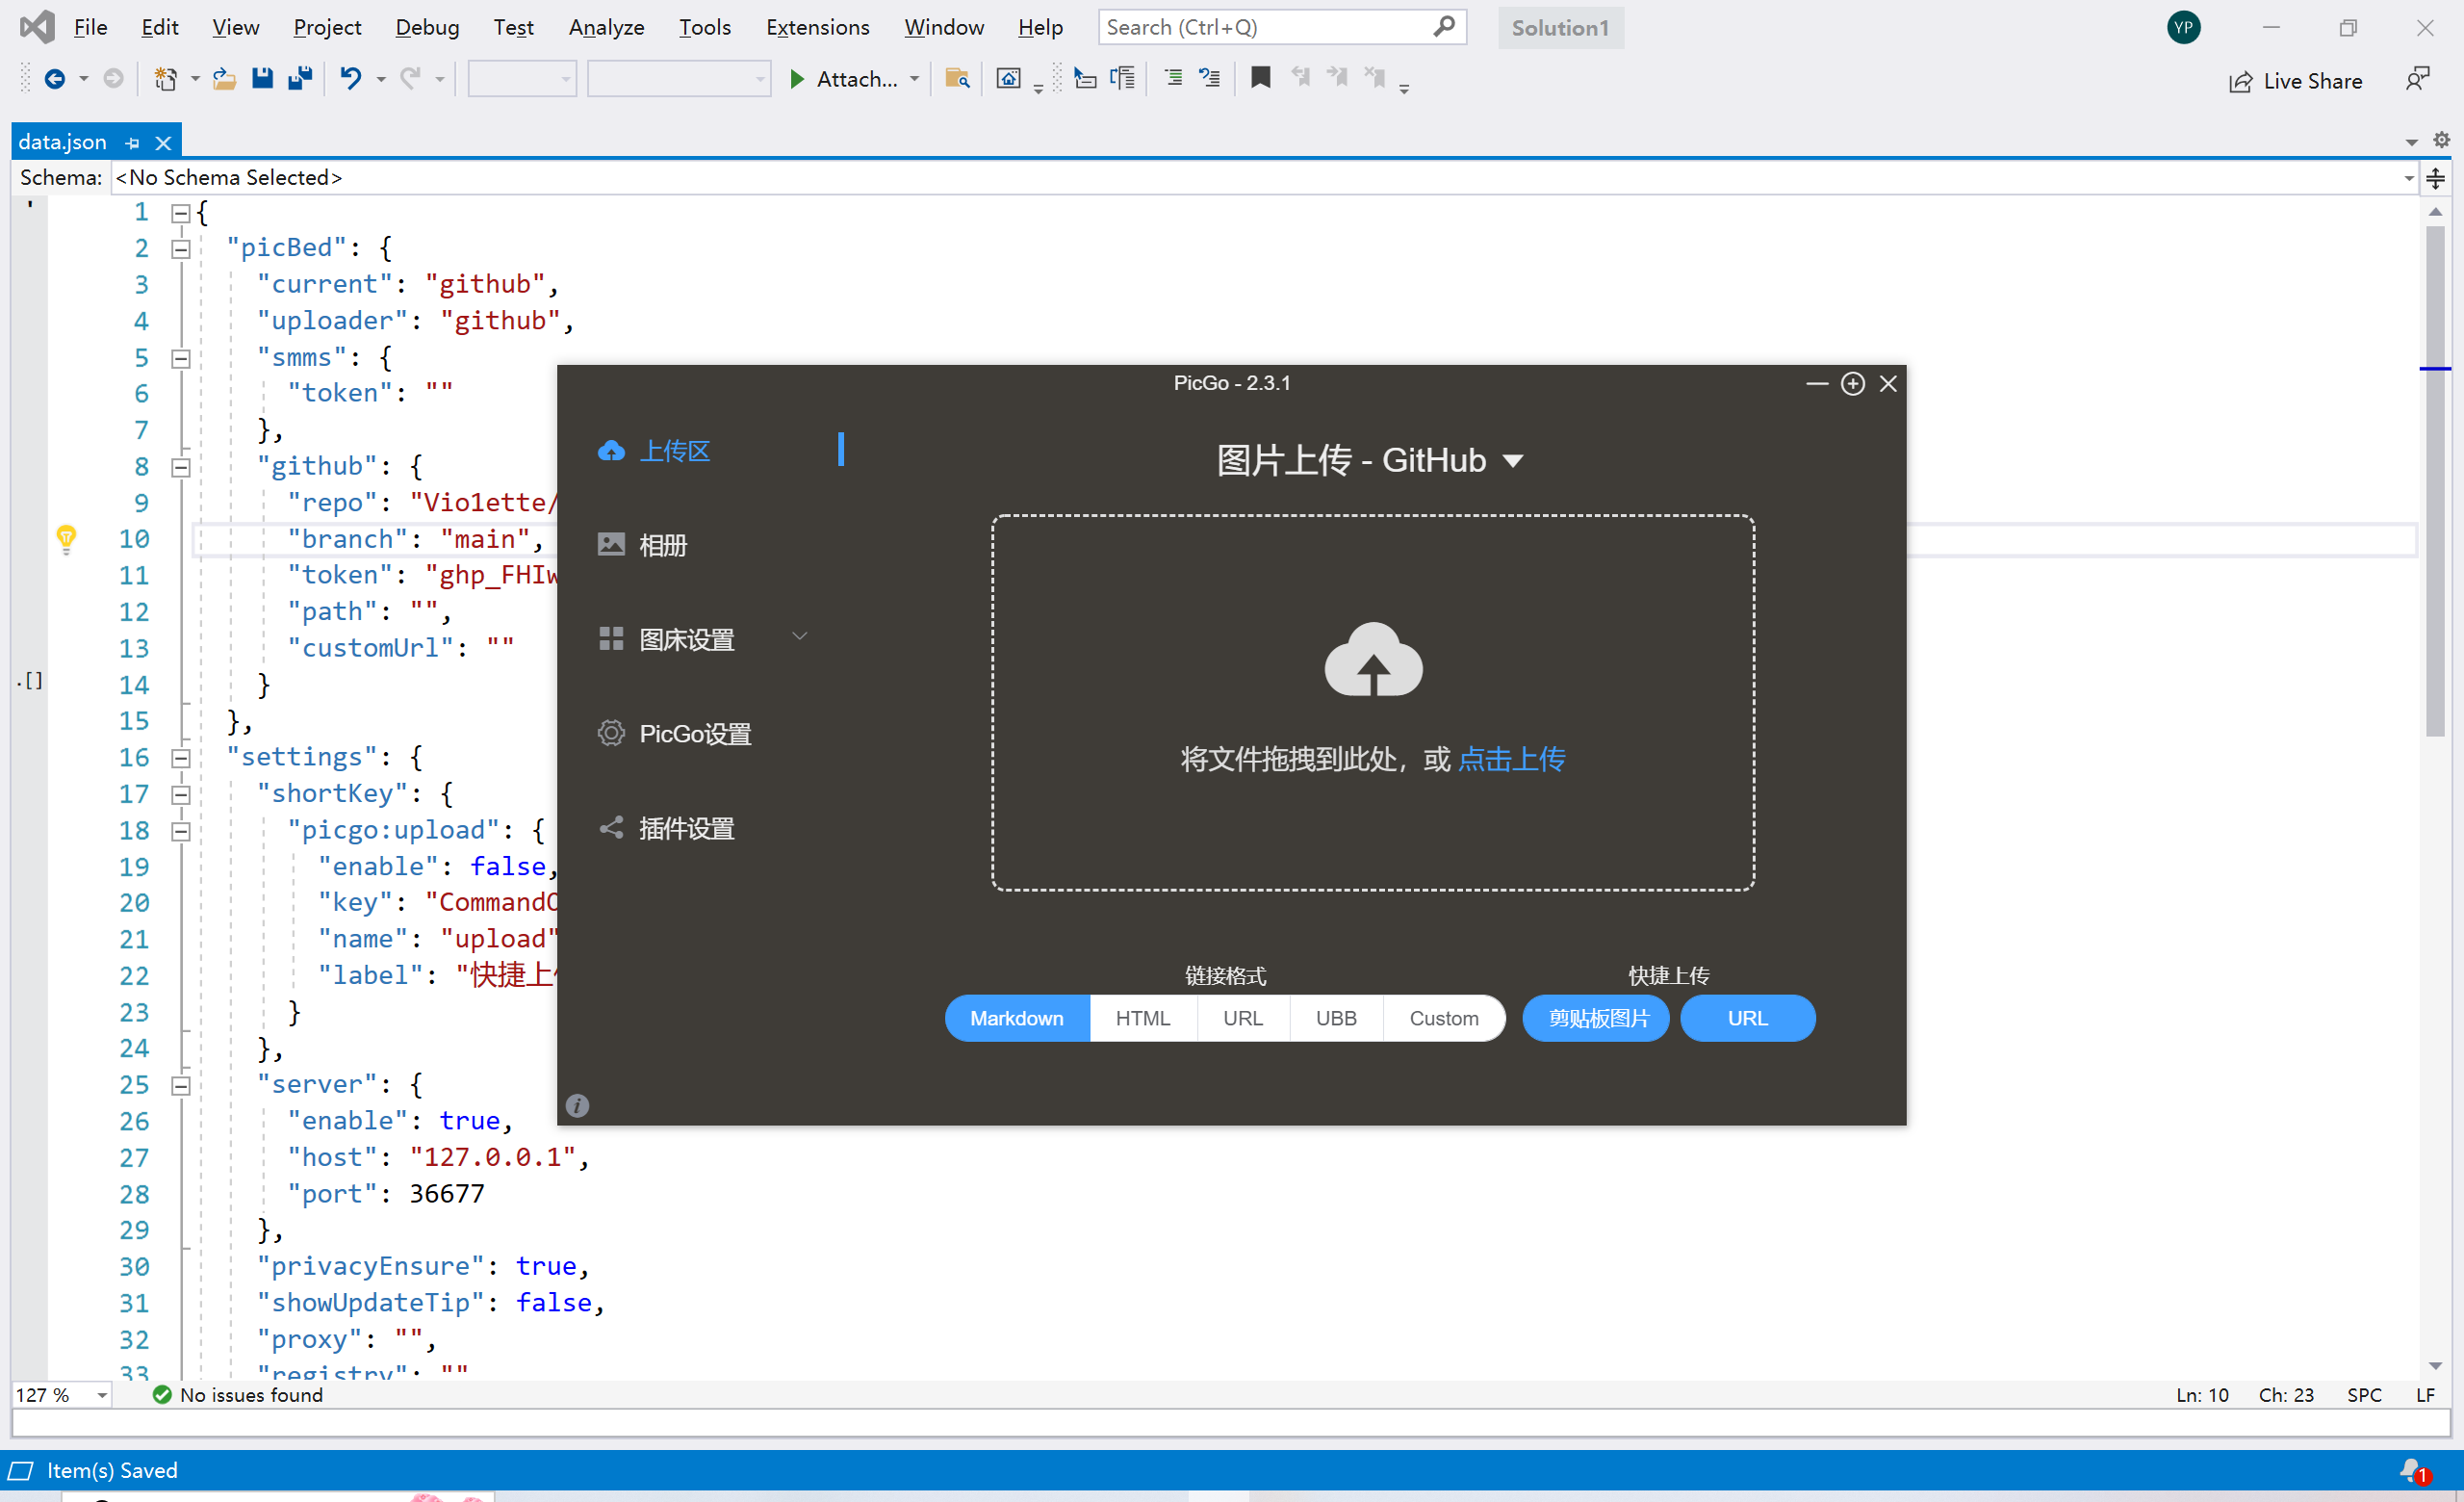 File Edit View Project Debug Test Analyze Tools Extensions Window Help Search (Ctrl+Q) Solution1 YP
Attach... Live Share
data.json
Schema: <No Schema Selected>
1 {
2 "picBed": {
3 "current": "github",
4 "uploader": "github",
5 "smms": {
6 "token": ""
7 },
8 "github": {
9 "repo": "Vio1ette/
10 "branch": "main",
11 "token": "ghp_FHIw
12 "path": "",
13 "customUrl": ""
14 }
15 },
16 "settings": {
17 "shortKey": {
18 "picgo:upload": {
19 "enable": false,
20 "key": "CommandO
21 "name": "upload"
22 "label": "快捷上
23 }
24 },
25 "server": {
26 "enable": true,
27 "host": "127.0.0.1",
28 "port": 36677
29 },
30 "privacyEnsure": true,
31 "showUpdateTip": false,
32 "proxy": "",
33 "registry": ""
.[]
PicGo - 2.3.1
上传区
相册
图床设置
PicGo设置
插件设置
图片上传 - GitHub
将文件拖拽到此处，或 点击上传
链接格式 快捷上传
Markdown HTML URL UBB Custom 剪贴板图片 URL
127 % No issues found Ln: 10 Ch: 23 SPC LF
Item(s) Saved 1